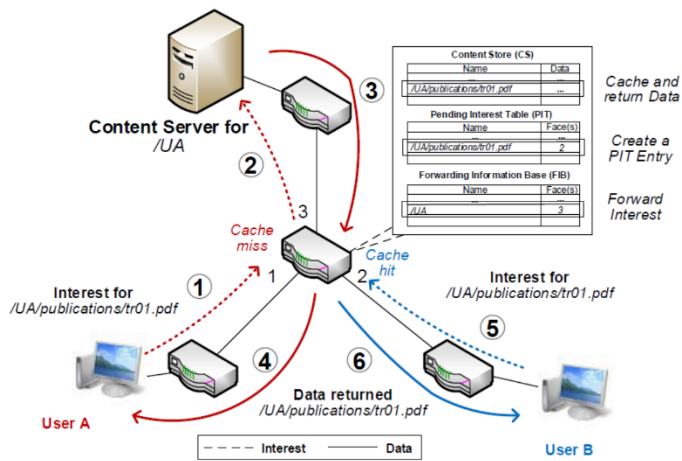 Content Store (CS)
Name Data
... ...
/UA/publications/tr01.pdf ...
Cache and
return Data
Pending Interest Table (PIT)
Name Face(s)
... ...
/UA/publications/tr01.pdf 2
Create a
PIT Entry
Forwarding Information Base (FIB)
Name Face(s)
... ...
/UA 3
Forward
Interest
3
Content Server for
/UA
2
3
Cache
miss
1
2
Cache
hit
1
Interest for
/UA/publications/tr01.pdf
Interest for
/UA/publications/tr01.pdf
5
4
6
Data returned
/UA/publications/tr01.pdf
User A
User B
Interest
Data